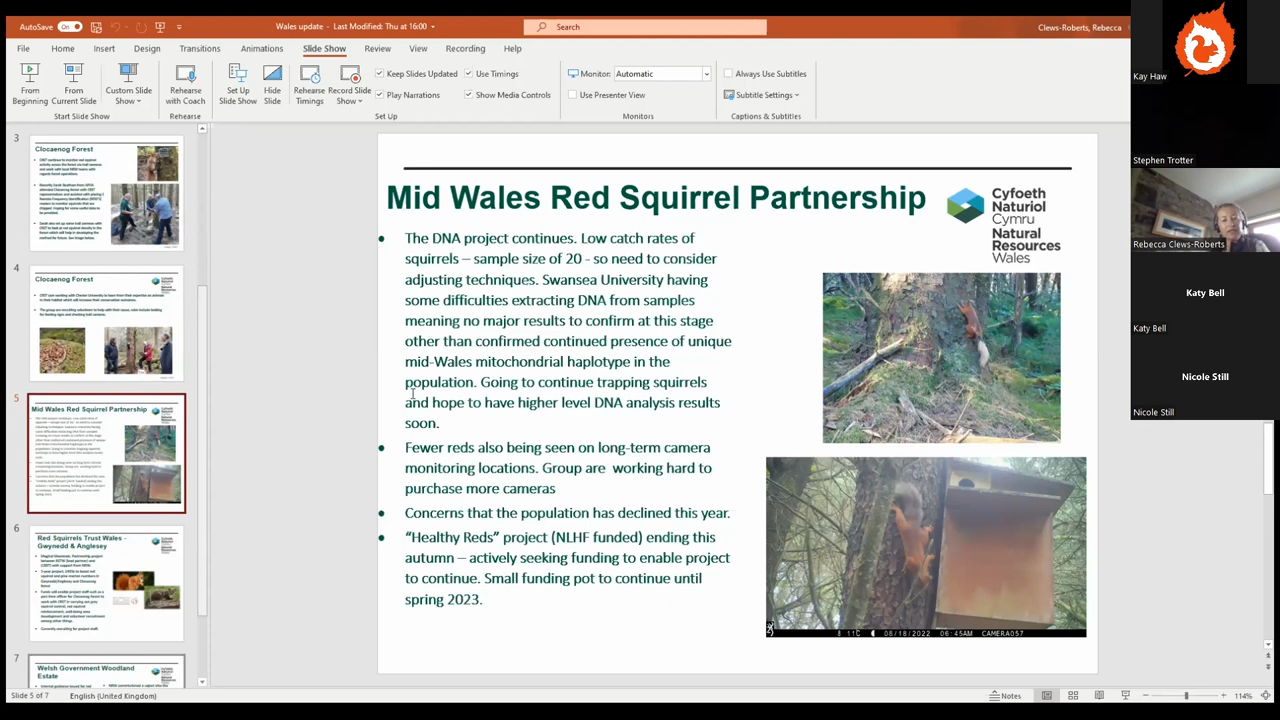 AutoSave
On
Wales update - Last Modified: Thu at 16:00
Search
Clews-Roberts, Rebecca
File Home Insert Design Transitions Animations Slide Show Review View Recording Help
From Beginning
From Current Slide
Custom Slide Show
Rehearse with Coach
Set Up Slide Show
Hide Slide
Rehearse Timings
Record Slide Show
Keep Slides Updated
Use Timings
Play Narrations
Show Media Controls
Monitor: Automatic
Use Presenter View
Always Use Subtitles
Subtitle Settings
Start Slide Show
Rehearse
Set Up
Monitors
Captions & Subtitles
3
Clocaenog Forest
4
Clocaenog Forest
5
Mid Wales Red Squirrel Partnership
6
Red Squirrels Trust Wales -
Gwynedd & Anglesey
7
Welsh Government Woodland
Estate
Mid Wales Red Squirrel Partnership
Cyfoeth
Naturiol
Cymru
Natural
Resources
Wales
The DNA project continues. Low catch rates of
squirrels – sample size of 20 - so need to consider
adjusting techniques. Swansea University having
some difficulties extracting DNA from samples
meaning no major results to confirm at this stage
other than confirmed continued presence of unique
mid-Wales mitochondrial haplotype in the
population. Going to continue trapping squirrels
and hope to have higher level DNA analysis results
soon.
Fewer reds also being seen on long-term camera
monitoring locations. Group are working hard to
purchase more cameras
Concerns that the population has declined this year.
“Healthy Reds” project (NLHF funded) ending this
autumn – now seeking funding to enable project
to continue. Small funding pot to continue until
spring 2023.
11C 06/18/2022 06:45AM CAMERA057
Kay Haw
Stephen Trotter
Rebecca Clews-Roberts
Katy Bell
Katy Bell
Nicole Still
Nicole Still
Slide 5 of 7
English (United Kingdom)
Notes
114%